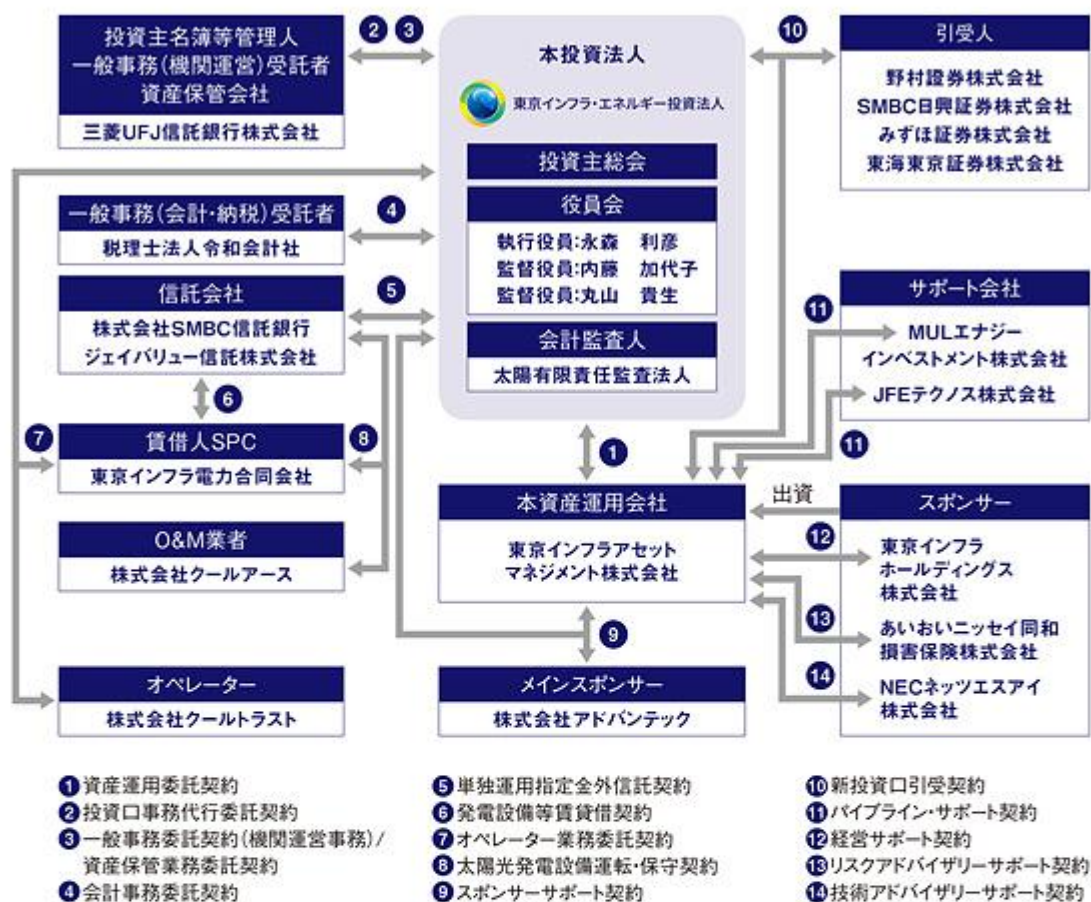 投資主名簿等管理人
一般事務(機関運営)受託者
資産保管会社
三菱UFJ信託銀行株式会社
2 3
本投資法人
東京インフラ・エネルギー投資法人
10
引受人
野村證券株式会社
SMBC日興証券株式会社
みずほ証券株式会社
東海東京証券株式会社
投資主総会
役員会
執行役員:永森 利彦
監督役員:内藤 加代子
監督役員:丸山 貴生
会計監査人
太陽有限責任監査法人
一般事務(会計・納税)受託者
税理士法人令和会計社
4
信託会社
株式会社SMBC信託銀行
ジェイバリュー信託株式会社
5
6
サポート会社
MULエナジー
インベストメント株式会社
JFEテクノス株式会社
11
11
7
賃借人SPC
東京インフラ電力合同会社
8
1
本資産運用会社
東京インフラアセット
マネジメント株式会社
出資
スポンサー
東京インフラ
ホールディングス
株式会社
あいおいニッセイ同和
損害保険株式会社
NECネッツエスアイ
株式会社
12
13
14
O&M業者
株式会社クールアース
9
オペレーター
株式会社クールトラスト
メインスポンサー
株式会社アドバンテック
1 資産運用委託契約
2 投資口事務代行委託契約
3 一般事務委託契約(機関運営事務)/
資産保管業務委託契約
4 会計事務委託契約
5 単独運用指定金外信託契約
6 発電設備等賃貸借契約
7 オペレーター業務委託契約
8 太陽光発電設備運転・保守契約
9 スポンサーサポート契約
10 新投資口引受契約
11 パイプライン・サポート契約
12 経営サポート契約
13 リスクアドバイザリーサポート契約
14 技術アドバイザリーサポート契約